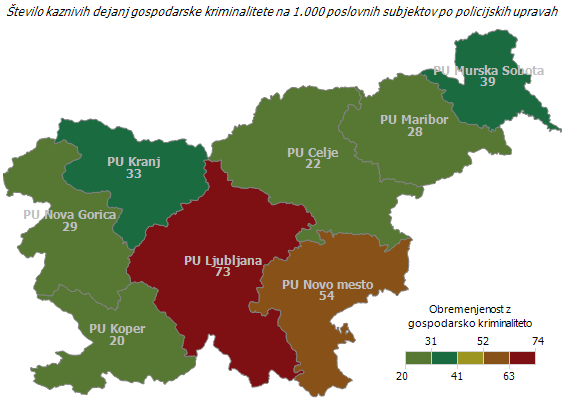 Število kaznivih dejanj gospodarske kriminalitete na 1.000 poslovnih subjektov po policijskih upravah
PU Murska Sobota
39
PU Maribor
28
PU Celje
22
PU Kranj
33
PU Nova Gorica
29
PU Ljubljana
73
PU Novo mesto
54
PU Koper
20
Obremenjenost z
gospodarsko kriminaliteto
31 52 74
20 41 63